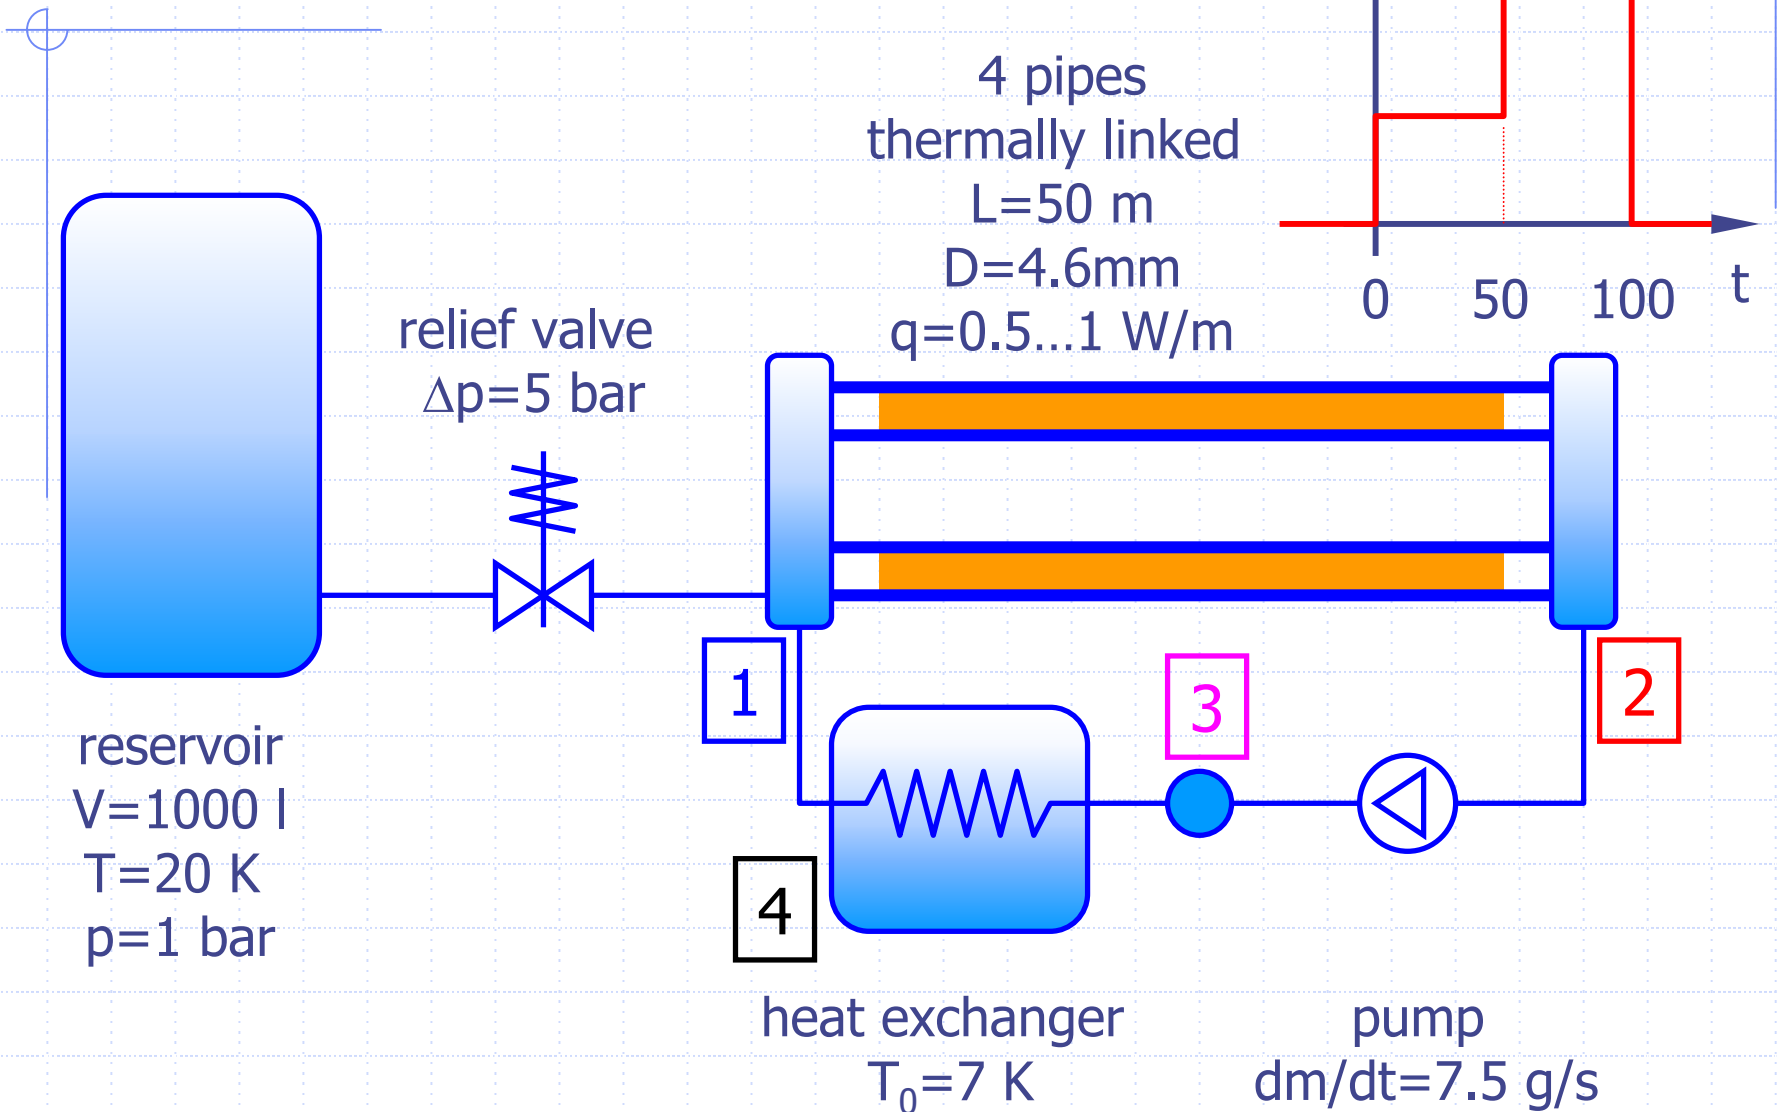 4 pipes
thermally linked
L=50 m
D=4.6mm
q=0.5...1 W/m
0 50 100 t
relief valve
Δp=5 bar
1
2
3
4
reservoir
V=1000 l
T=20 K
p=1 bar
heat exchanger
T₀=7 K
pump
dm/dt=7.5 g/s